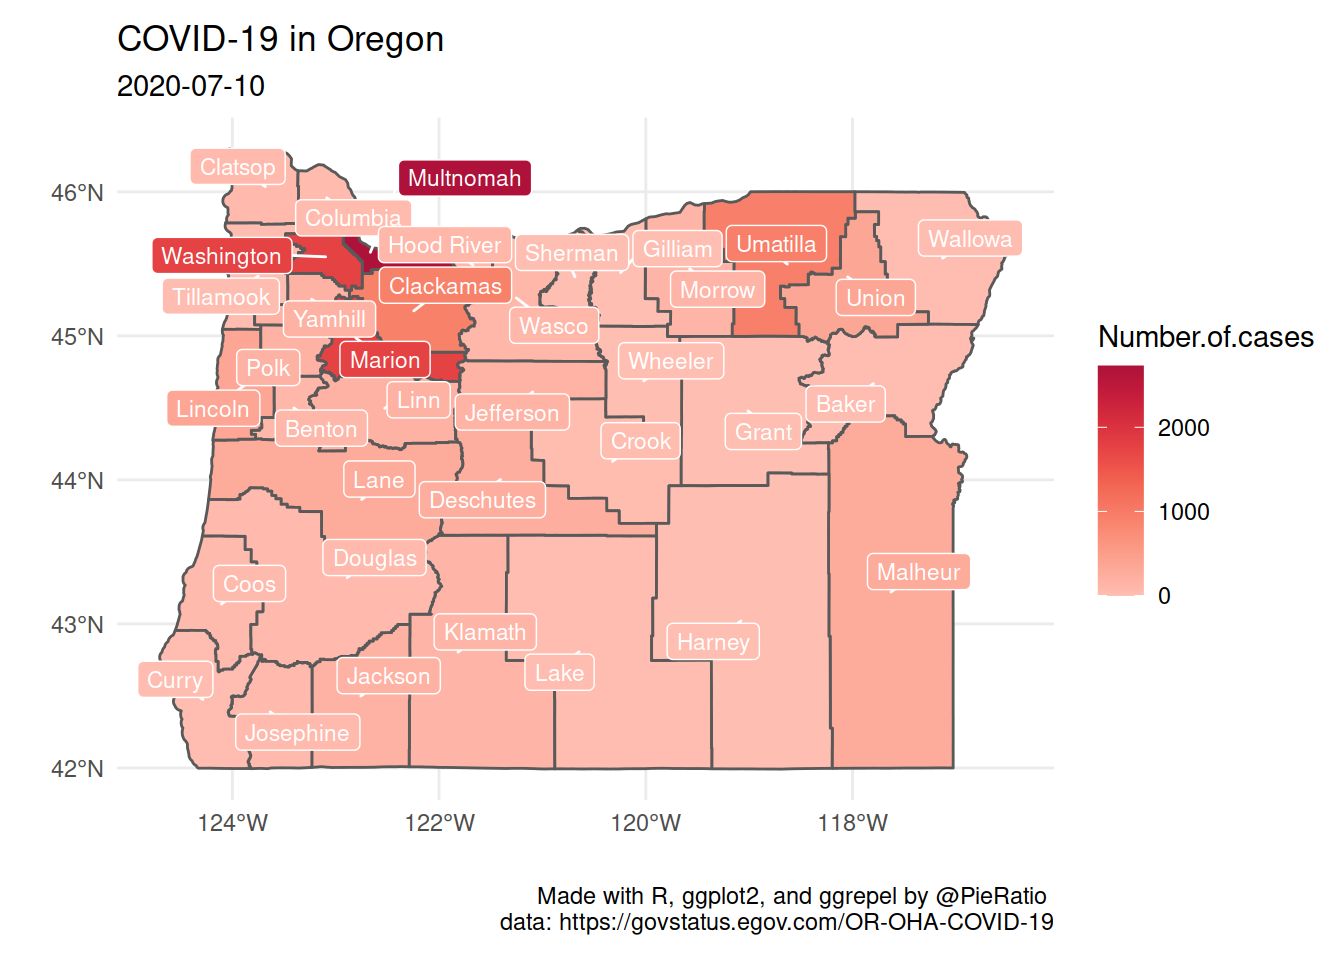 COVID-19 in Oregon
2020-07-10
46°N
45°N
44°N
43°N
42°N
Clatsop
Multnomah
Columbia
Wallowa
Hood River
Umatilla
Gilliam
Sherman
Washington
Clackamas
Morrow
Tillamook
Union
Yamhill
Wasco
Marion
Wheeler
Polk
Linn
Baker
Lincoln
Jefferson
Benton
Grant
Crook
Lane
Deschutes
Douglas
Malheur
Coos
Klamath
Harney
Lake
Jackson
Curry
Josephine
124°W 122°W 120°W 118°W
Number.of.cases
2000
1000
0
Made with R, ggplot2, and ggrepel by @PieRatio
data: https://govstatus.egov.com/OR-OHA-COVID-19